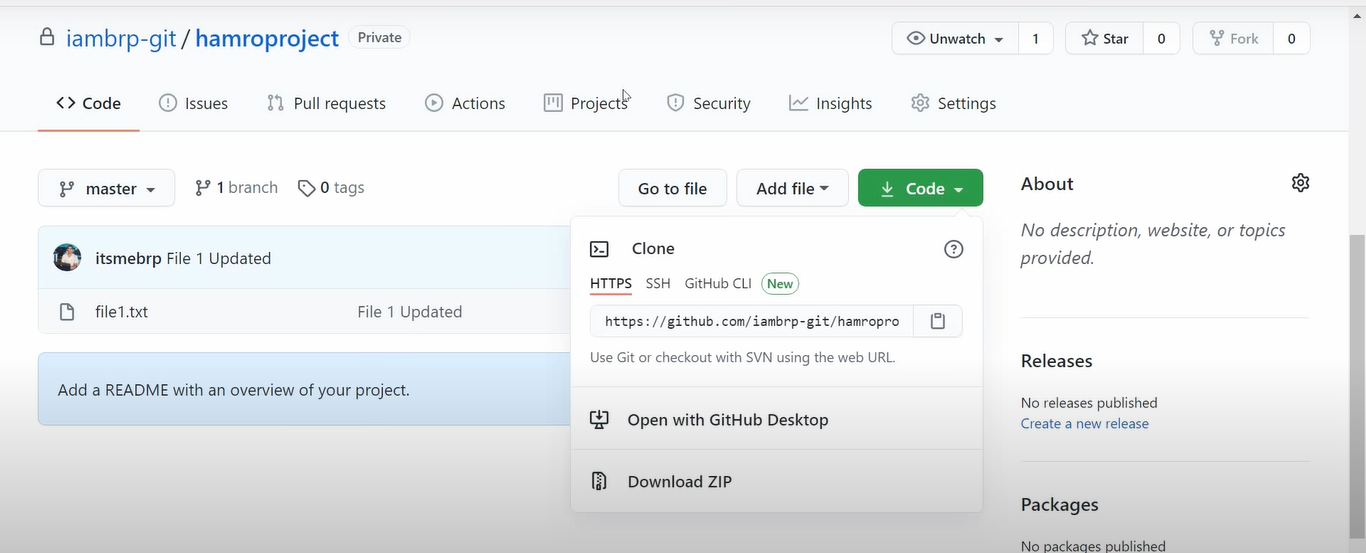 iambrp-git / hamroproject Private Unwatch 1 Star 0 Fork 0
Code Issues Pull requests Actions Projects Security Insights Settings
master 1 branch 0 tags Go to file Add file Code
itsmebrp File 1 Updated
file1.txt File 1 Updated
Add a README with an overview of your project.
Clone
HTTPS SSH GitHub CLI New
https://github.com/iambrp-git/hamropro
Use Git or checkout with SVN using the web URL.
Open with GitHub Desktop
Download ZIP
About
No description, website, or topics
provided.
Releases
No releases published
Create a new release
Packages
No packages published